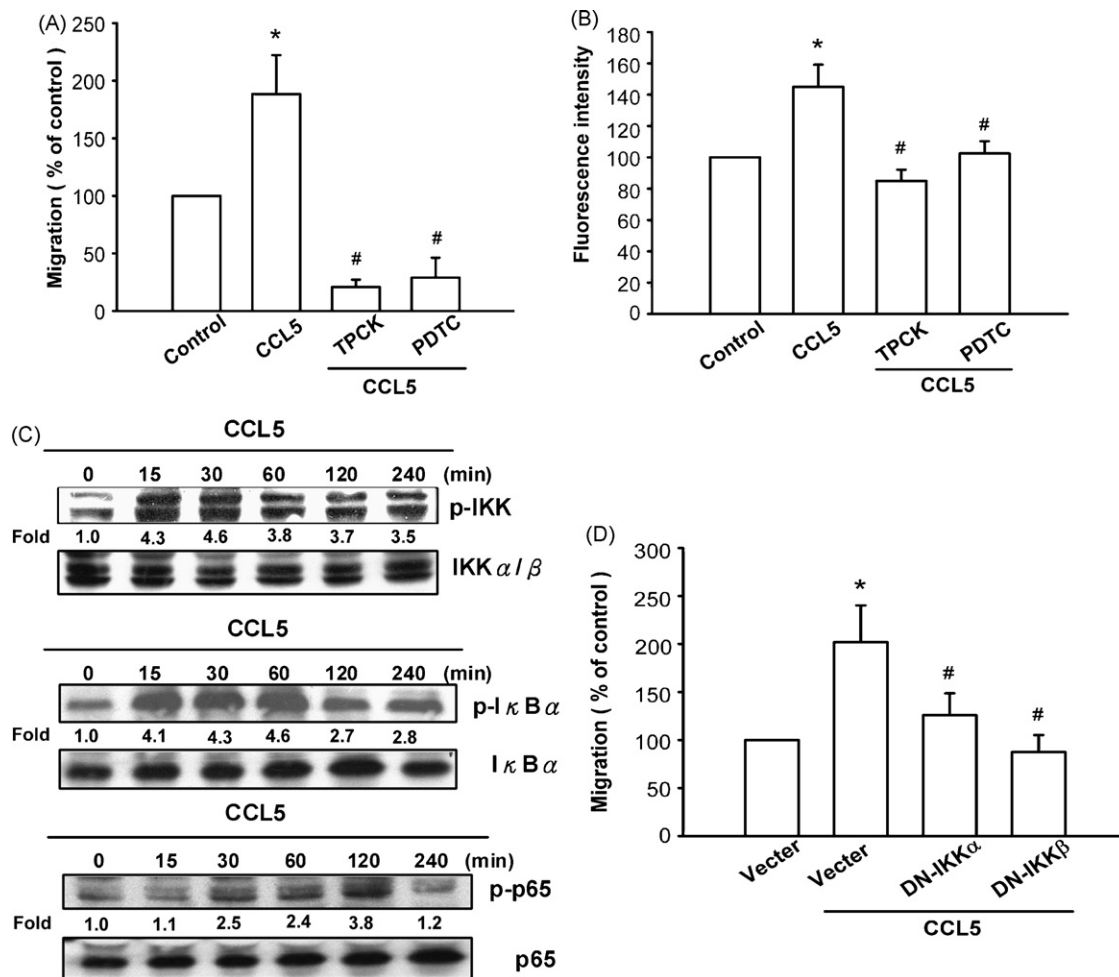 (A)
Migration ( % of control )
250
200
150
100
50
0
*
#
#
Control
CCL5
TPCK
PDTC
CCL5
(B)
Fluorescence intensity
180
160
140
120
100
80
60
40
20
0
*
#
#
Control
CCL5
TPCK
PDTC
CCL5
(C)
CCL5
0 15 30 60 120 240 (min)
p-IKK
Fold 1.0 4.3 4.6 3.8 3.7 3.5
IKK α / β
CCL5
0 15 30 60 120 240 (min)
p-I κ B α
Fold 1.0 4.1 4.3 4.6 2.7 2.8
I κ B α
CCL5
0 15 30 60 120 240 (min)
p-p65
Fold 1.0 1.1 2.5 2.4 3.8 1.2
p65
(D)
Migration ( % of control )
300
250
200
150
100
50
0
*
#
#
Vecter
Vecter
DN-IKKα
DN-IKKβ
CCL5